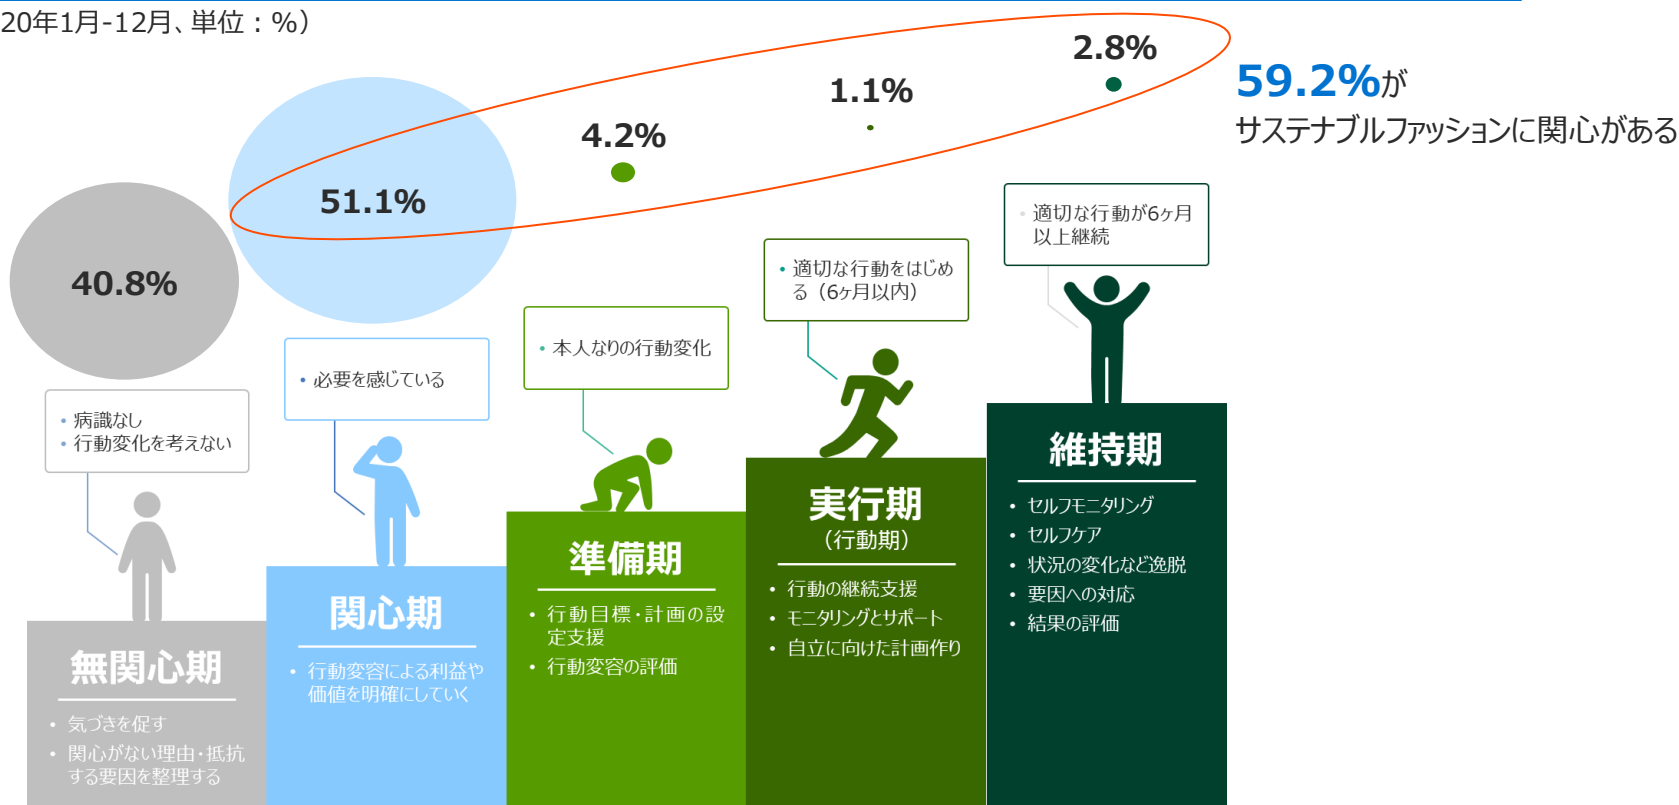 20年1月-12月、単位：%）
2.8%
59.2%が
サステナブルファッションに関心がある
1.1%
4.2%
51.1%
40.8%
• 適切な行動が6ヶ月
以上継続
• 適切な行動をはじめ
る（6ヶ月以内）
• 本人なりの行動変化
• 必要を感じている
• 病識なし
• 行動変化を考えない
無関心期
• 気づきを促す
• 関心がない理由・抵抗
する要因を整理する
関心期
• 行動変容による利益や
価値を明確にしていく
準備期
• 行動目標・計画の設
定支援
• 行動変容の評価
実行期
（行動期）
• 行動の継続支援
• モニタリングとサポート
• 自立に向けた計画作り
維持期
• セルフモニタリング
• セルフケア
• 状況の変化など逸脱
• 要因への対応
• 結果の評価